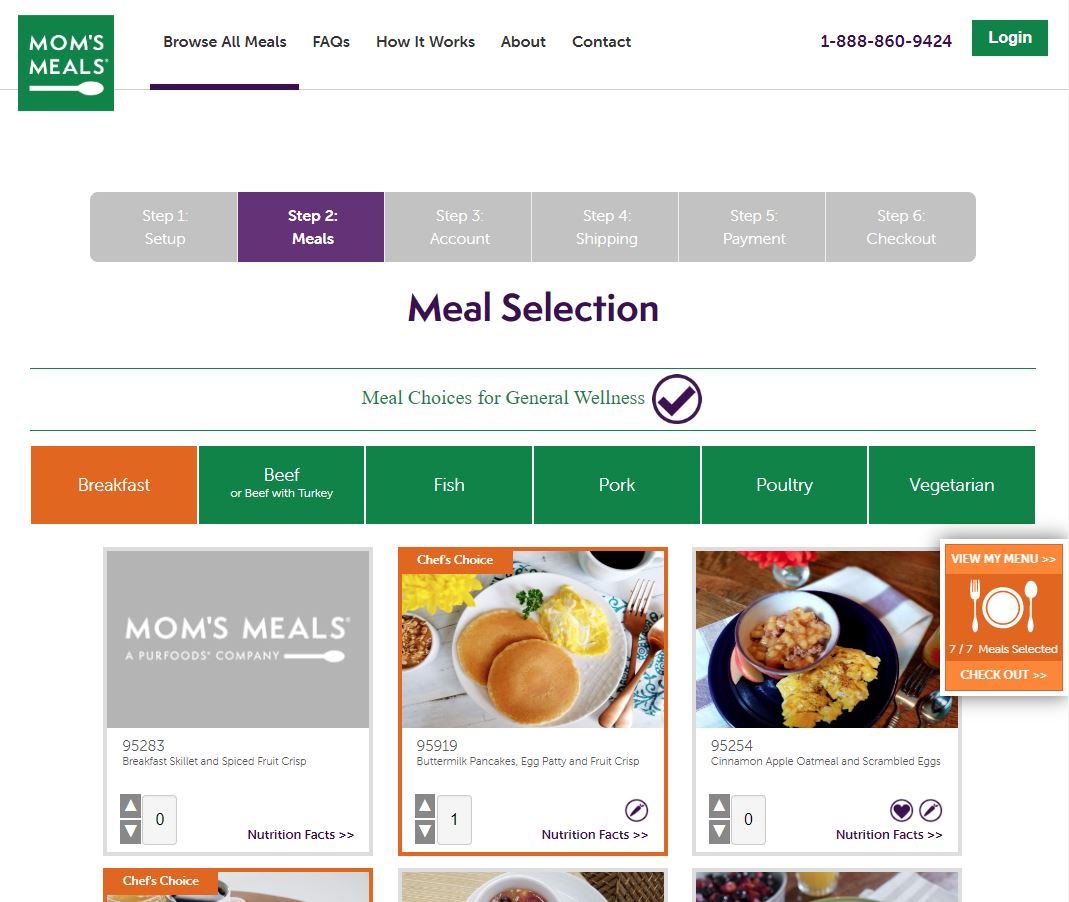 MOM'S
MEALS®
Browse All Meals
FAQs
How It Works
About
Contact
1-888-860-9424
Login
Step 1:
Setup
Step 2:
Meals
Step 3:
Account
Step 4:
Shipping
Step 5:
Payment
Step 6:
Checkout
Meal Selection
Meal Choices for General Wellness
Breakfast
Beef
or Beef with Turkey
Fish
Pork
Poultry
Vegetarian
VIEW MY MENU >>
7 / 7 Meals Selected
CHECK OUT >>
MOM'S MEALS®
A PURFOODS® COMPANY
95283
Breakfast Skillet and Spiced Fruit Crisp
0
Nutrition Facts >>
Chef's Choice
95919
Buttermilk Pancakes, Egg Patty and Fruit Crisp
1
Nutrition Facts >>
95254
Cinnamon Apple Oatmeal and Scrambled Eggs
0
Nutrition Facts >>
Chef's Choice